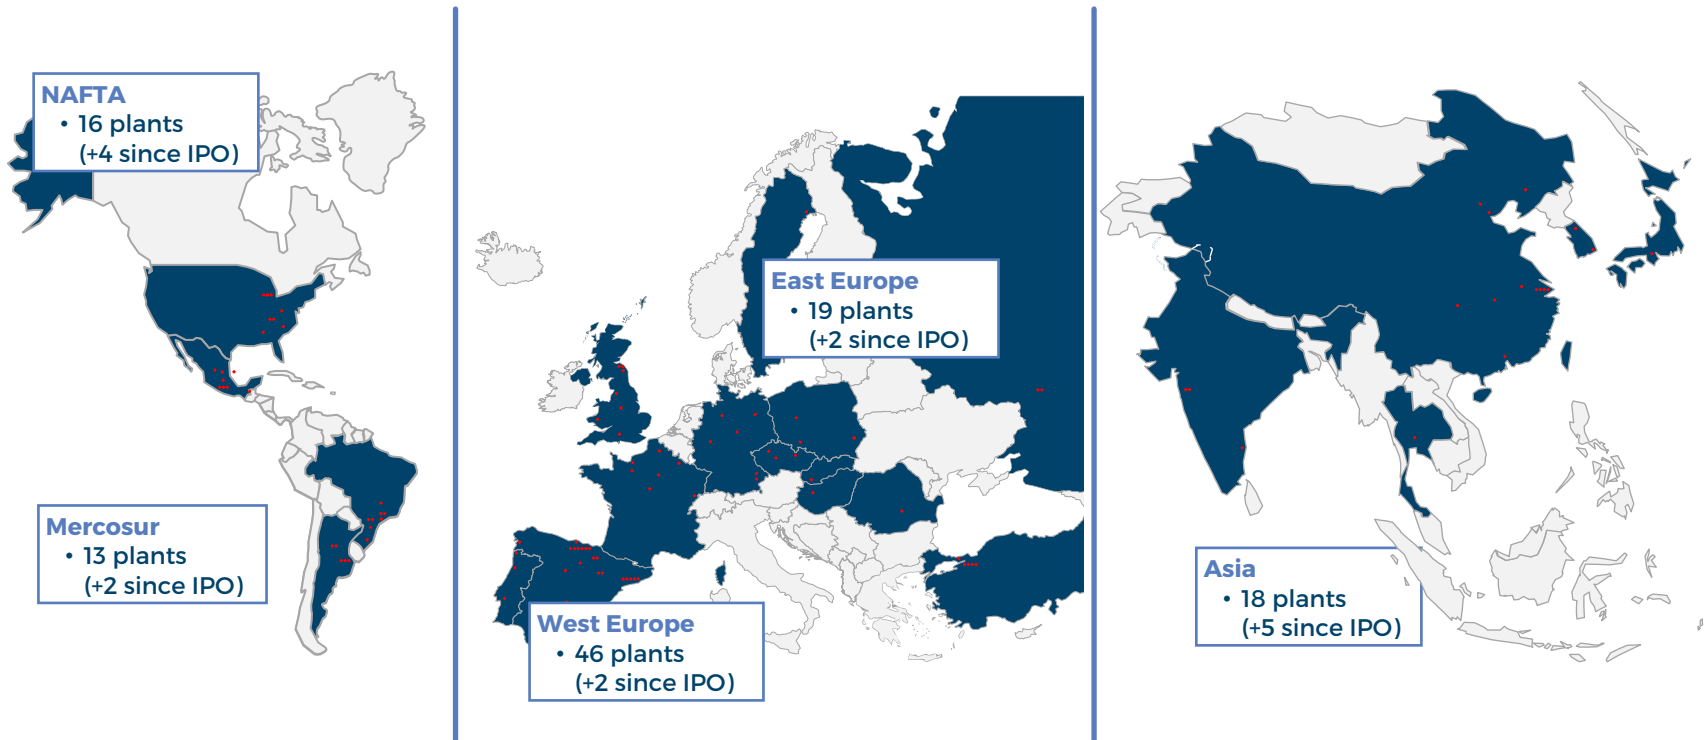 NAFTA
• 16 plants
(+4 since IPO)
Mercosur
• 13 plants
(+2 since IPO)
East Europe
• 19 plants
(+2 since IPO)
West Europe
• 46 plants
(+2 since IPO)
Asia
• 18 plants
(+5 since IPO)